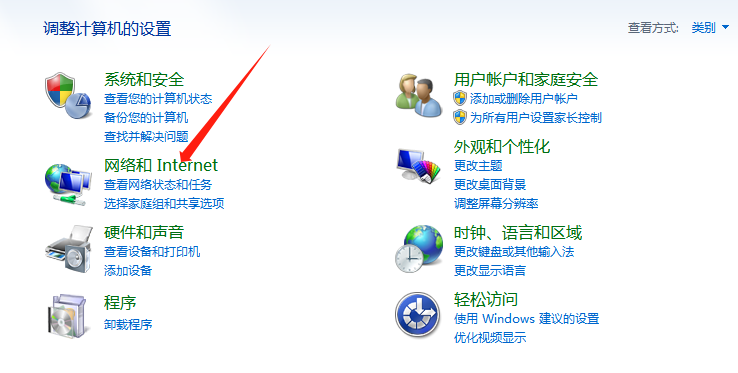 调整计算机的设置
查看方式: 类别
系统和安全
查看您的计算机状态
备份您的计算机
查找并解决问题
网络和 Internet
查看网络状态和任务
选择家庭组和共享选项
硬件和声音
查看设备和打印机
添加设备
程序
卸载程序
用户帐户和家庭安全
添加或删除用户帐户
为所有用户设置家长控制
外观和个性化
更改主题
更改桌面背景
调整屏幕分辨率
时钟、语言和区域
更改键盘或其他输入法
更改显示语言
轻松访问
使用 Windows 建议的设置
优化视频显示